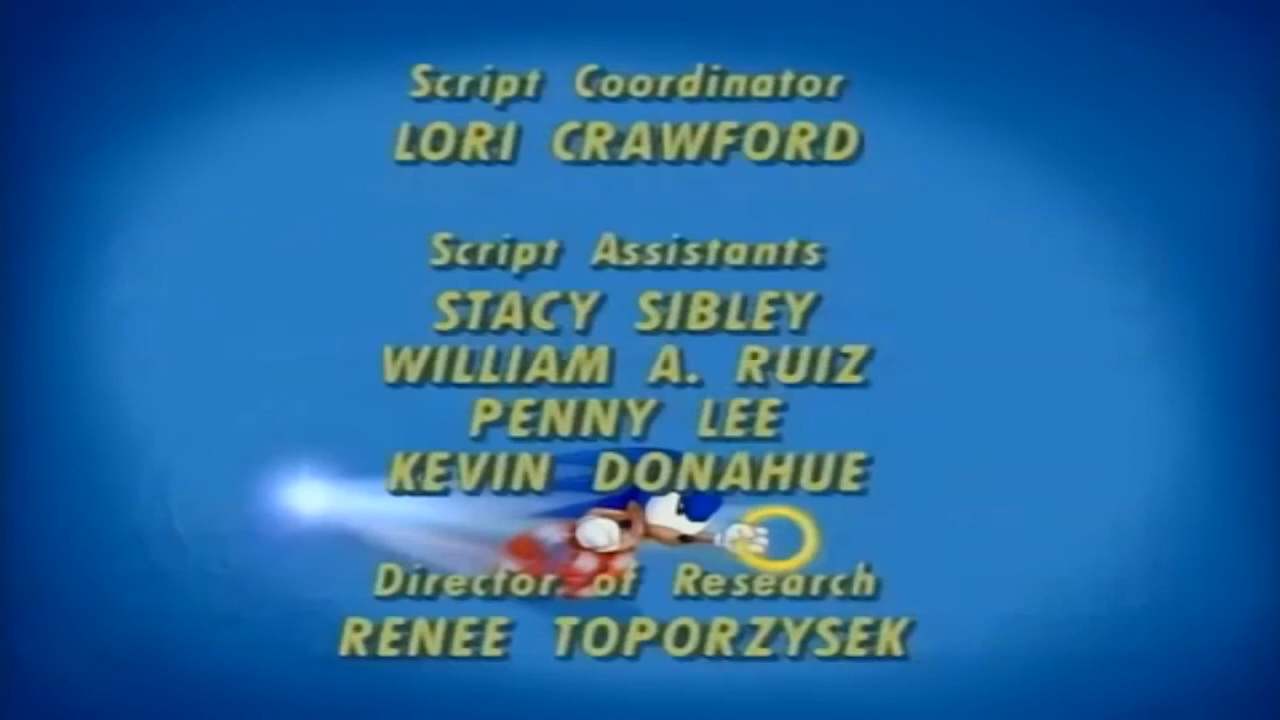 Script Coordinator
LORI CRAWFORD
Script Assistants
STACY SIBLEY
WILLIAM A. RUIZ
PENNY LEE
KEVIN DONAHUE
Director of Research
RENEE TOPORZYSEK